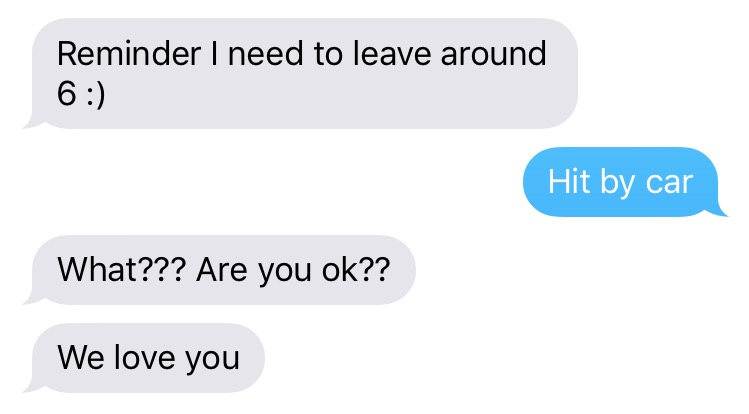 Reminder I need to leave around
6 :)
Hit by car
What??? Are you ok??
We love you